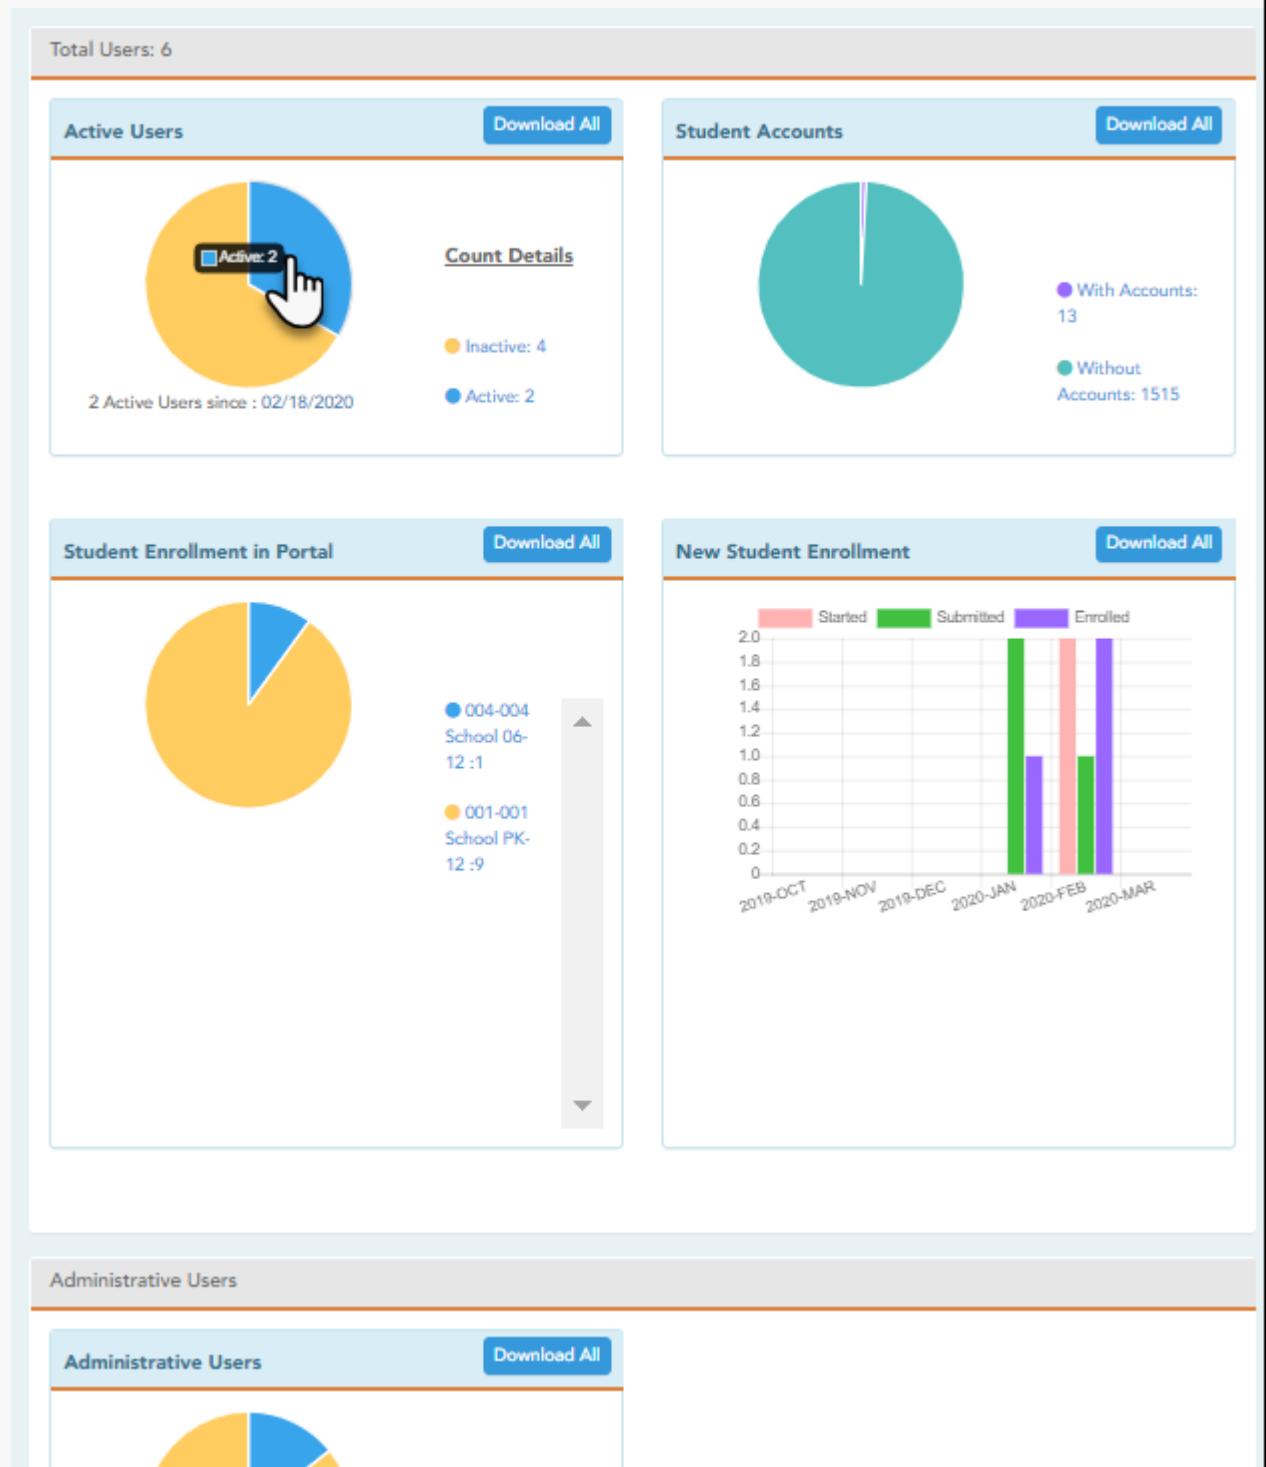 Total Users: 6
Active Users
Download All
Active: 2
Count Details
Inactive: 4
Active: 2
2 Active Users since : 02/18/2020
Student Accounts
Download All
With Accounts:
13
Without
Accounts: 1515
Student Enrollment in Portal
Download All
004-004
School 06-
12 :1
001-001
School PK-
12 :9
New Student Enrollment
Download All
Started Submitted Enrolled
2.0
1.8
1.6
1.4
1.2
1.0
0.8
0.6
0.4
0.2
0
2019-OCT 2019-NOV 2019-DEC 2020-JAN 2020-FEB 2020-MAR
Administrative Users
Administrative Users
Download All